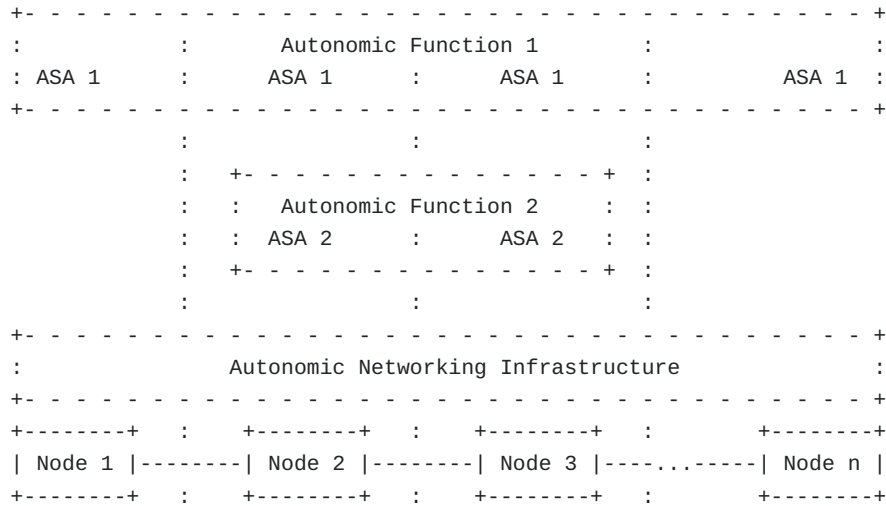 Autonomic Function 1
ASA 1 ASA 1 ASA 1 ASA 1
Autonomic Function 2
ASA 2 ASA 2
Autonomic Networking Infrastructure
Node 1 Node 2 Node 3 ... Node n